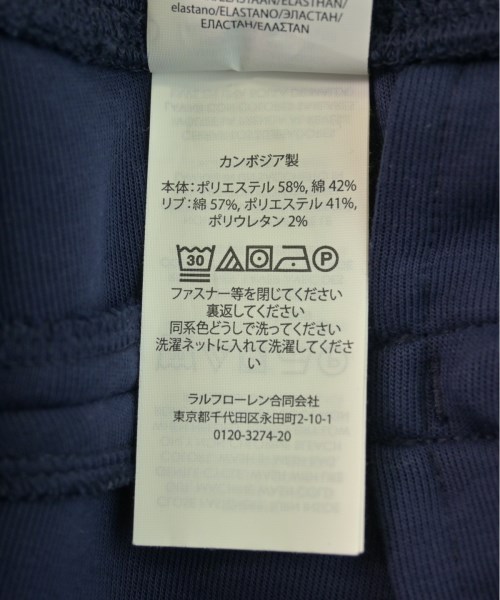 ELASTAAN/ELASTHAN/
elastano/ELASTANO/ЭЛАСТАН/
ЕЛАСТАН/ΕΛΑΣΤΑΝ
カンボジア製
本体：ポリエステル 58%, 綿 42%
リブ：綿 57%, ポリエステル 41%,
ポリウレタン 2%
30 P
ファスナー等を閉じてください
裏返してください
同系色どうしで洗ってください
洗濯ネットに入れて洗濯してくださ
い
ラルフローレン合同会社
東京都千代田区永田町2-10-1
0120-3274-20